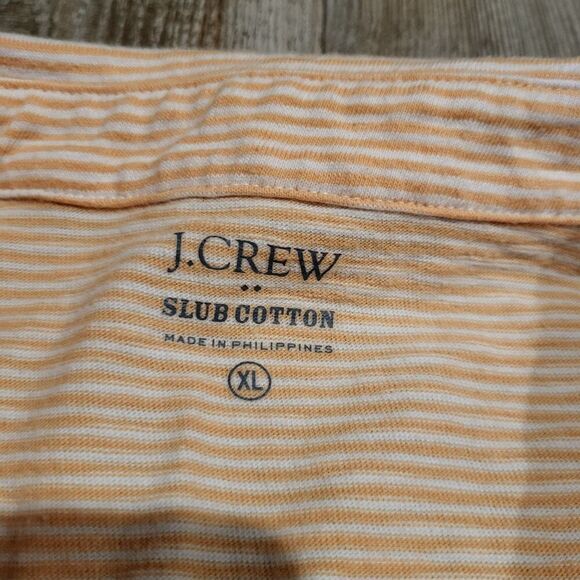 J.CREW
SLUB COTTON
MADE IN PHILIPPINES
XL